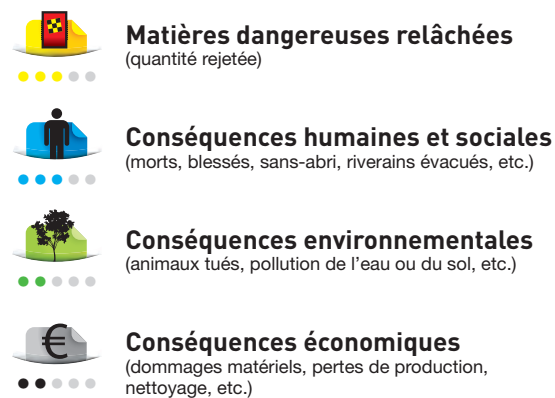 Matières dangereuses relâchées
(quantité rejetée)
Conséquences humaines et sociales
(morts, blessés, sans-abri, riverains évacués, etc.)
Conséquences environnementales
(animaux tués, pollution de l’eau ou du sol, etc.)
€
Conséquences économiques
(dommages matériels, pertes de production,
nettoyage, etc.)